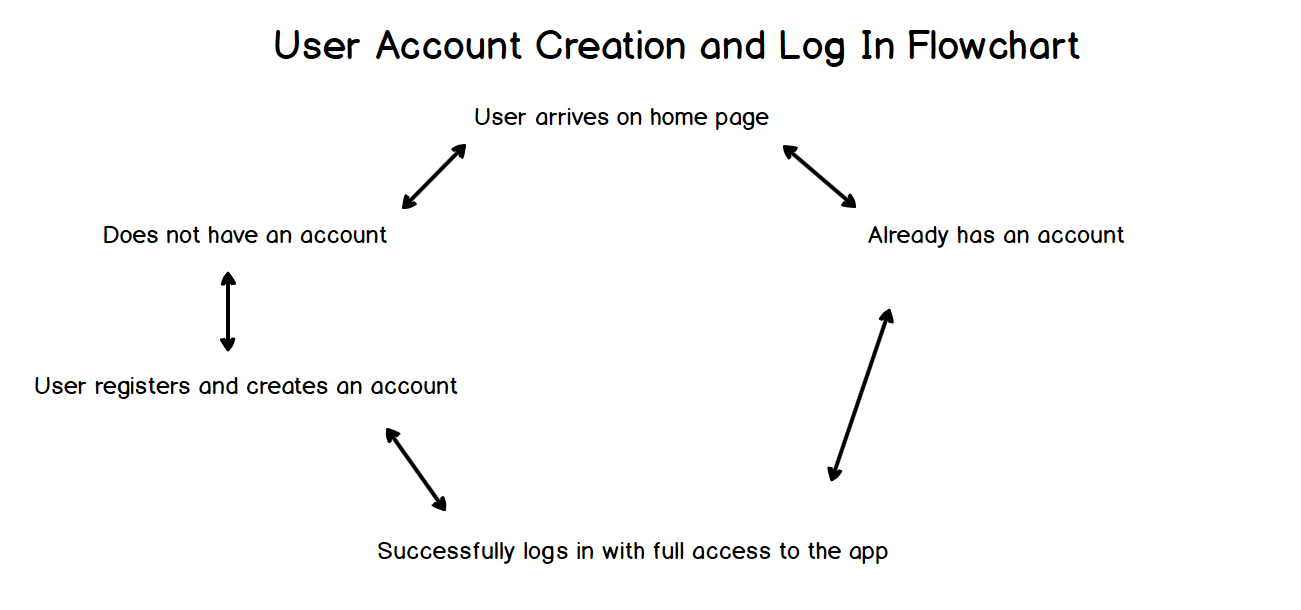 User Account Creation and Log In Flowchart
User arrives on home page
Does not have an account
Already has an account
User registers and creates an account
Successfully logs in with full access to the app